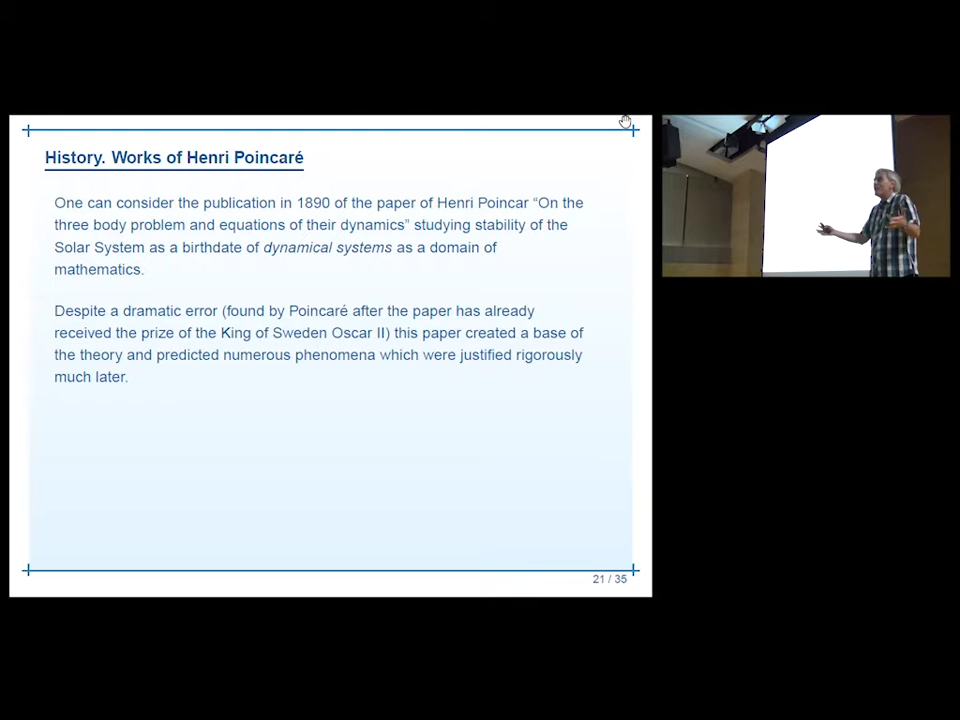 History. Works of Henri Poincaré
One can consider the publication in 1890 of the paper of Henri Poincar “On the
three body problem and equations of their dynamics” studying stability of the
Solar System as a birthdate of dynamical systems as a domain of
mathematics.
Despite a dramatic error (found by Poincaré after the paper has already
received the prize of the King of Sweden Oscar II) this paper created a base of
the theory and predicted numerous phenomena which were justified rigorously
much later.
21 / 35